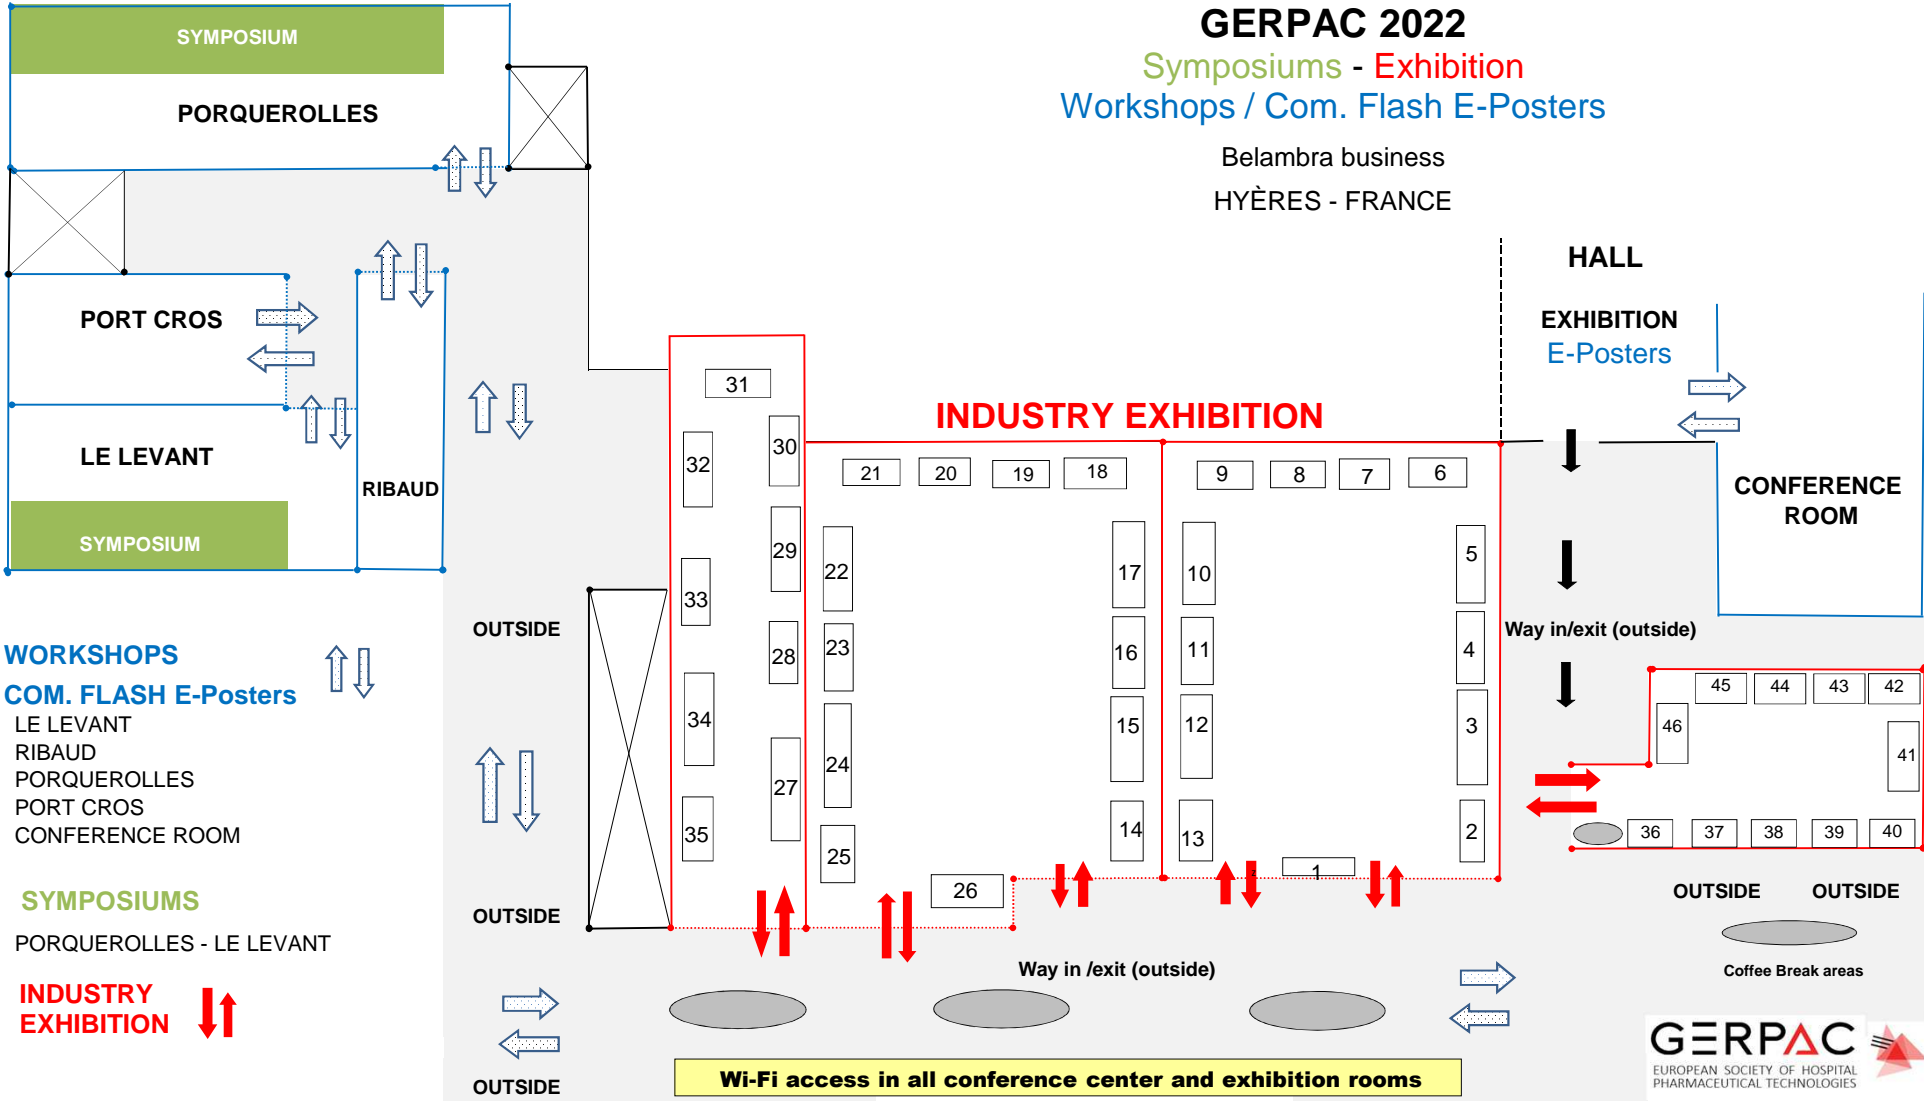 GERPAC 2022
Symposiums - Exhibition
Workshops / Com. Flash E-Posters
Belambra business
HYÈRES - FRANCE
SYMPOSIUM
PORQUEROLLES
PORT CROS
LE LEVANT
SYMPOSIUM
RIBAUD
HALL
EXHIBITION
E-Posters
CONFERENCE
ROOM
INDUSTRY EXHIBITION
31
30
32
29
33
28
34
27
35
21
20
19
18
22
17
23
16
24
15
25
14
26
9
8
7
6
10
5
11
4
12
3
13
2
1
Way in/exit (outside)
45
44
43
42
46
41
36
37
38
39
40
OUTSIDE
OUTSIDE
Coffee Break areas
OUTSIDE
OUTSIDE
OUTSIDE
Way in /exit (outside)
WORKSHOPS
COM. FLASH E-Posters
LE LEVANT
RIBAUD
PORQUEROLLES
PORT CROS
CONFERENCE ROOM
SYMPOSIUMS
PORQUEROLLES - LE LEVANT
INDUSTRY
EXHIBITION
Wi-Fi access in all conference center and exhibition rooms
GERPAC
EUROPEAN SOCIETY OF HOSPITAL
PHARMACEUTICAL TECHNOLOGIES